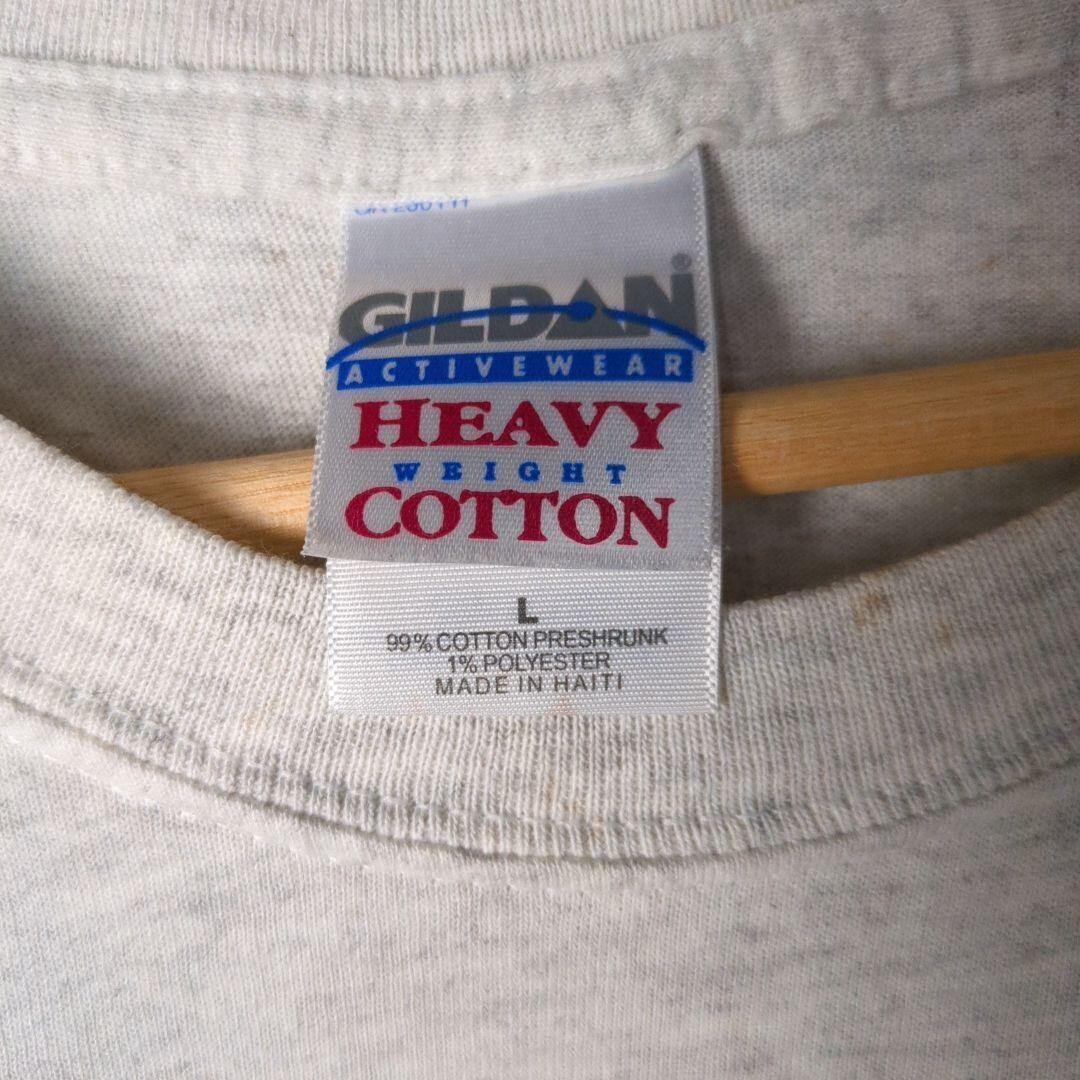 GILDAN®
ACTIVEWEAR
HEAVY
WEIGHT
COTTON
L
99% COTTON PRESHRUNK
1% POLYESTER
MADE IN HAITI